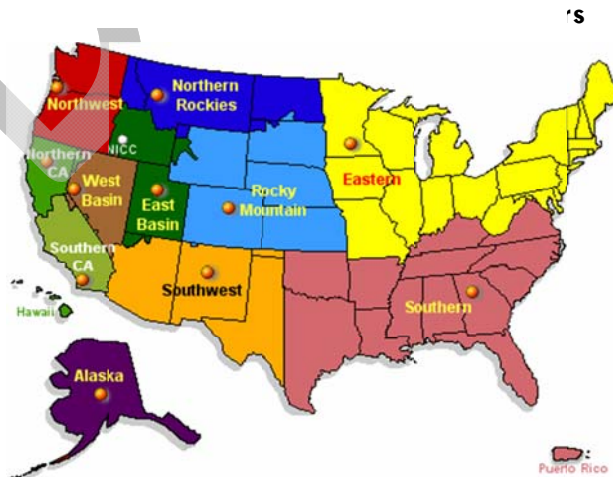 rs
Northern
Rockies
Northwest
NICC
Northern
CA
Eastern
West
Basin
East
Basin
Rocky
Mountain
Southern
CA
Southwest
Southern
Hawaii
Alaska
Puerto Rico